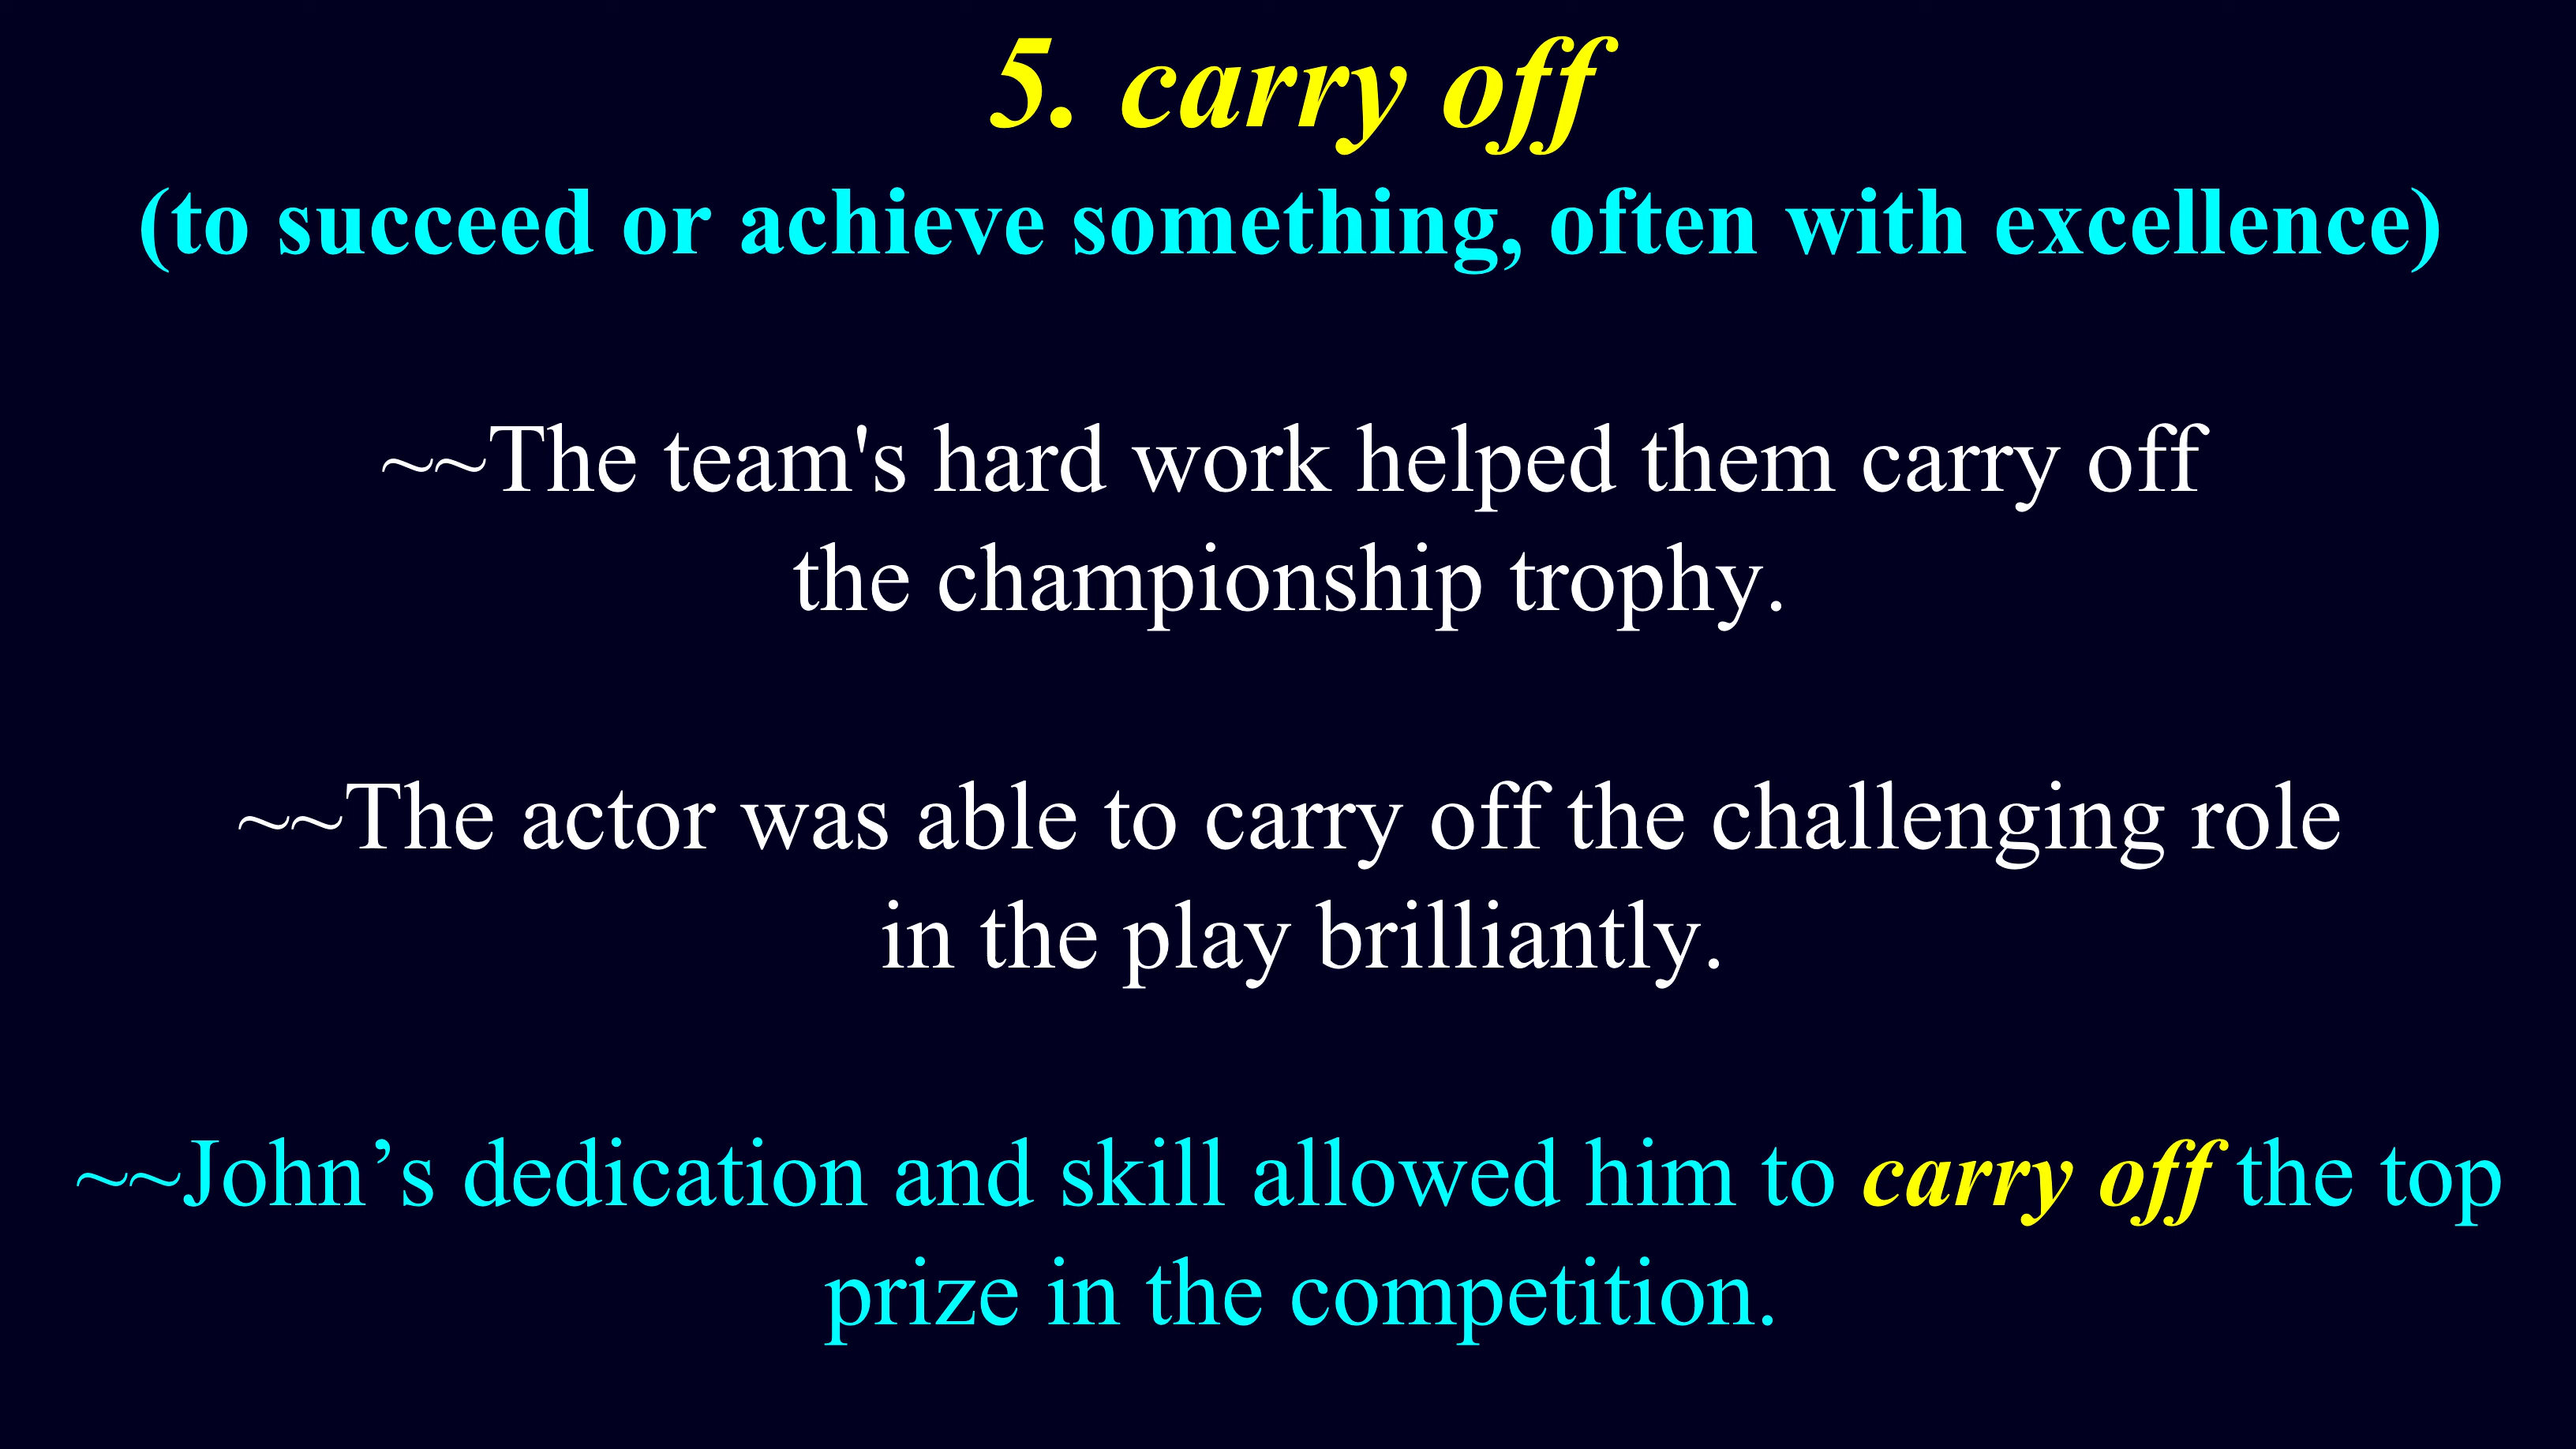 5. carry off
(to succeed or achieve something, often with excellence)
~~The team's hard work helped them carry off
the championship trophy.
~~The actor was able to carry off the challenging role
in the play brilliantly.
~~John’s dedication and skill allowed him to carry off the top
prize in the competition.